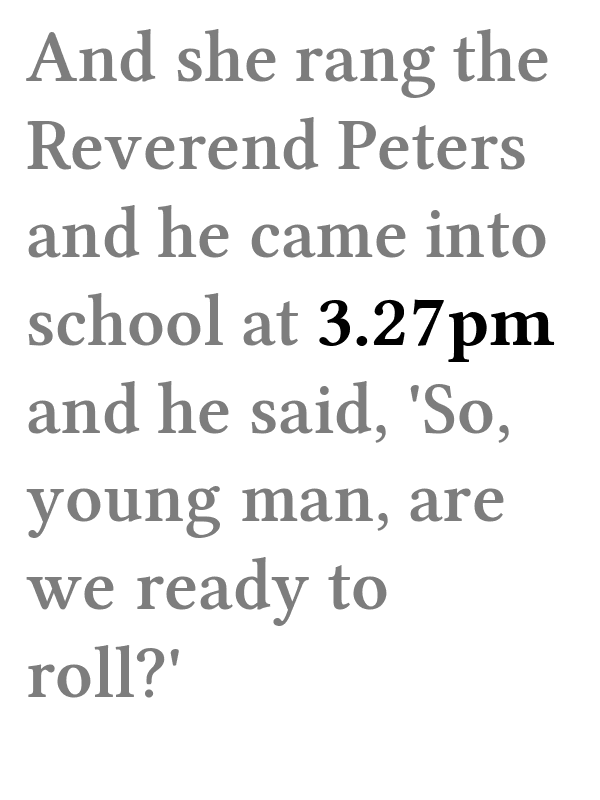 And she rang the
Reverend Peters
and he came into
school at 3.27pm
and he said, 'So,
young man, are
we ready to
roll?'